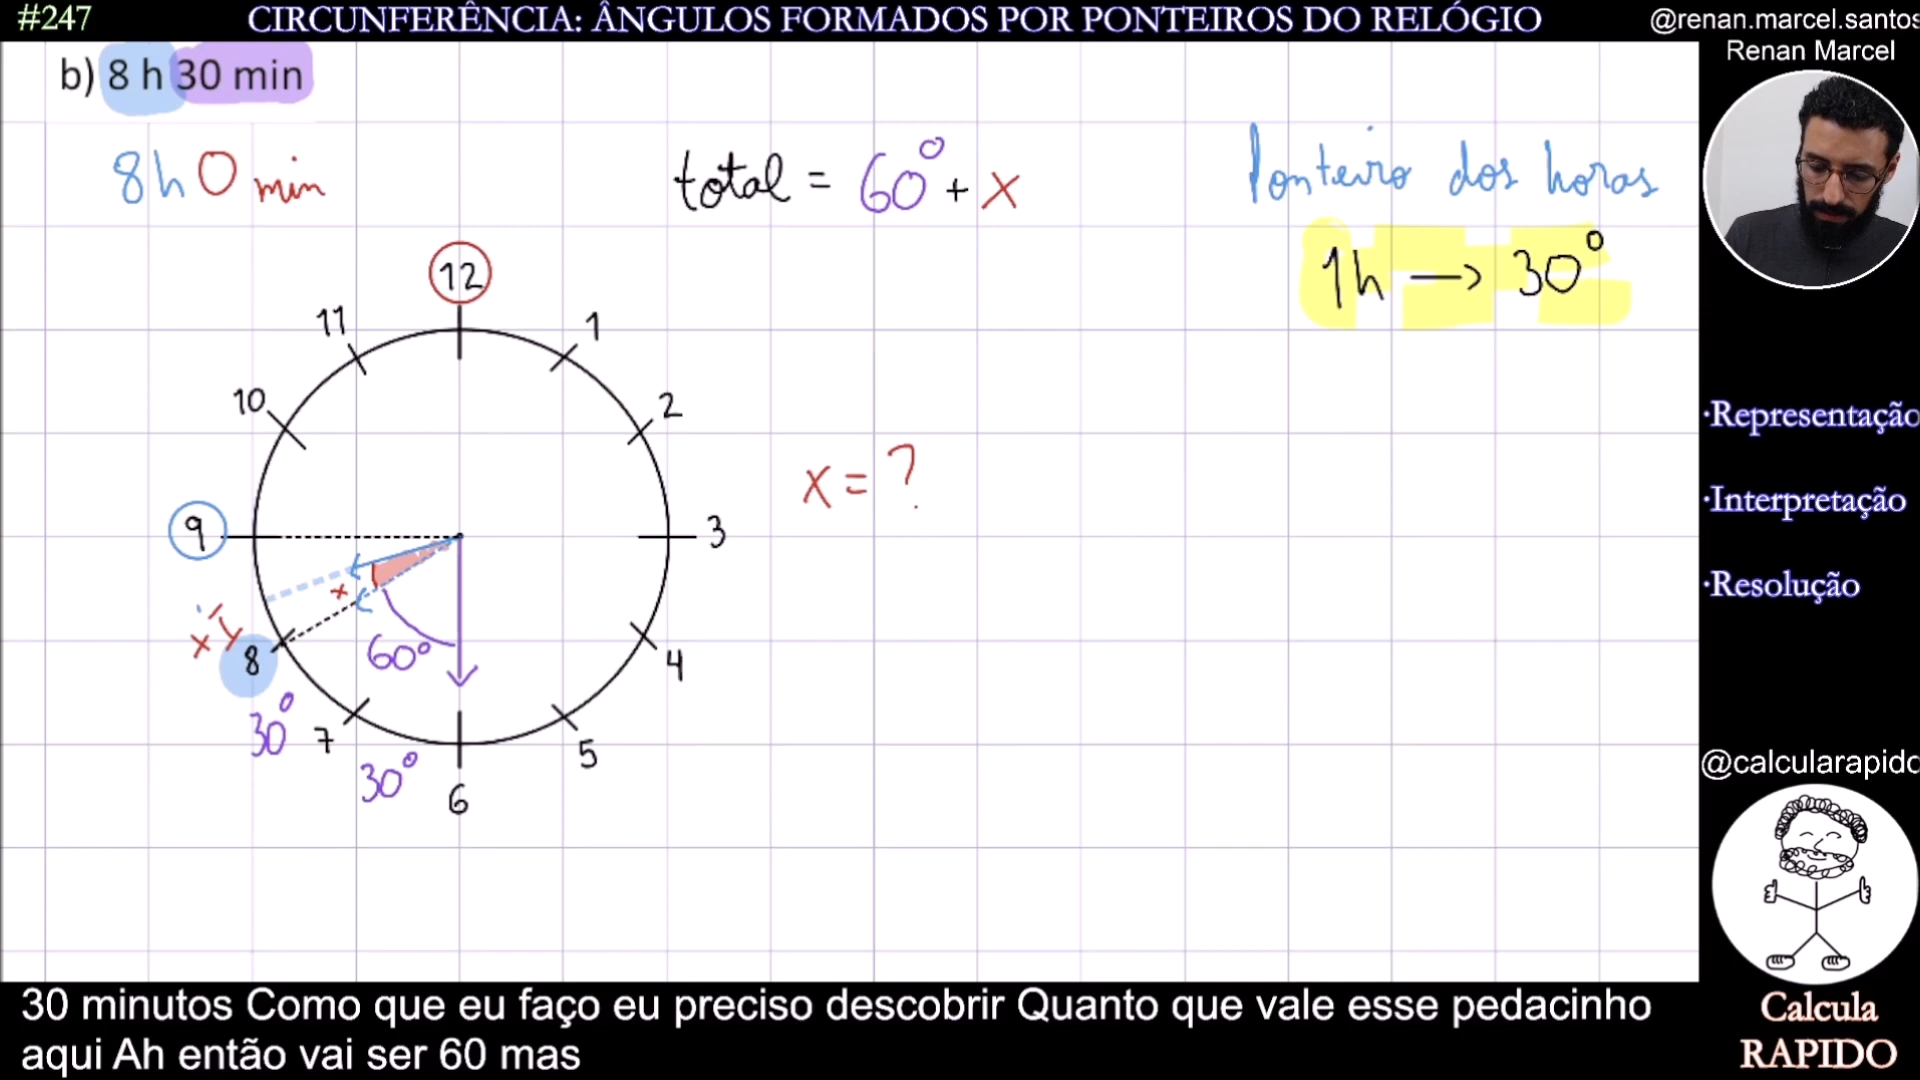 #247
CIRCUNFERÊNCIA: ÂNGULOS FORMADOS POR PONTEIROS DO RELÓGIO
@renan.marcel.santos
Renan Marcel
b) 8 h 30 min
8h 0 min
total = 60° + x
Ponteiro dos horas
1h → 30°
12
11
1
10
2
x = ?
9
3
x
x
8
60°
4
30°
7
30°
5
6
·Representação
·Interpretação
·Resolução
@calcularapido
Calcula
RAPIDO
30 minutos Como que eu faço eu preciso descobrir Quanto que vale esse pedacinho
aqui Ah então vai ser 60 mas